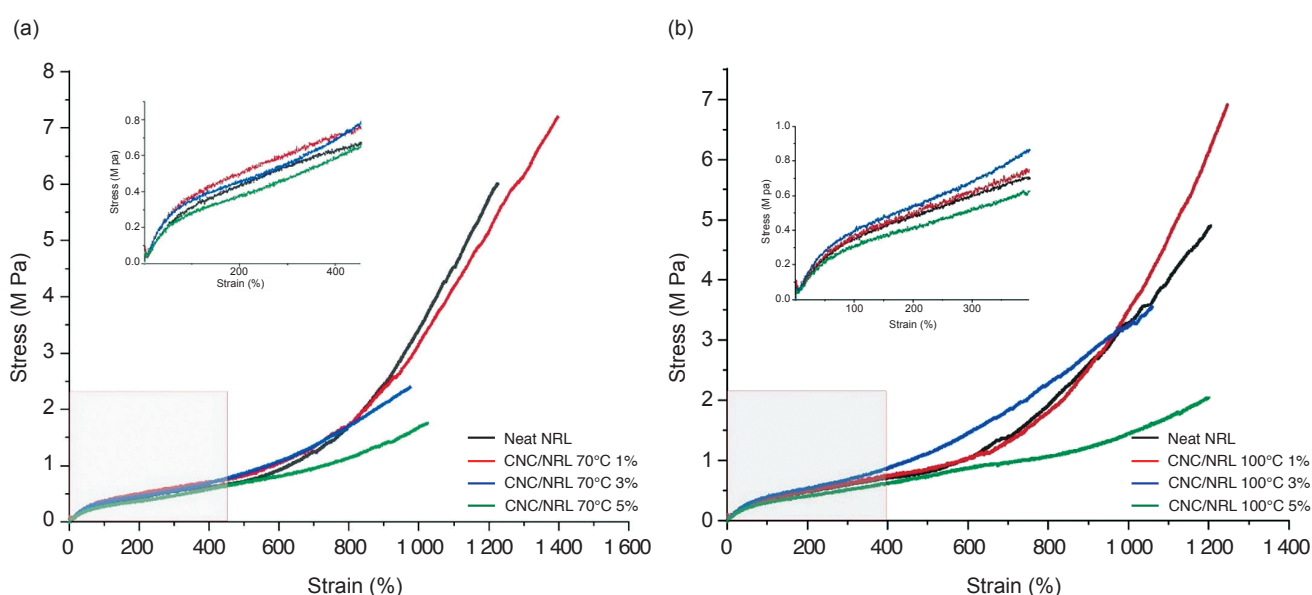 (a)
8
7
6
5
4
3
2
1
0
Stress (M Pa)
0 200 400 600 800 1 000 1 200 1 400 1 600
Strain (%)
0.8
0.6
0.4
0.2
0.0
Stress (M pa)
200 400
Strain (%)
Neat NRL
CNC/NRL 70°C 1%
CNC/NRL 70°C 3%
CNC/NRL 70°C 5%
(b)
7
6
5
4
3
2
1
0
Stress (M Pa)
0 200 400 600 800 1 000 1 200 1 400
Strain (%)
1.0
0.8
0.6
0.4
0.2
0.0
Stress (M pa)
100 200 300
Strain (%)
Neat NRL
CNC/NRL 100°C 1%
CNC/NRL 100°C 3%
CNC/NRL 100°C 5%